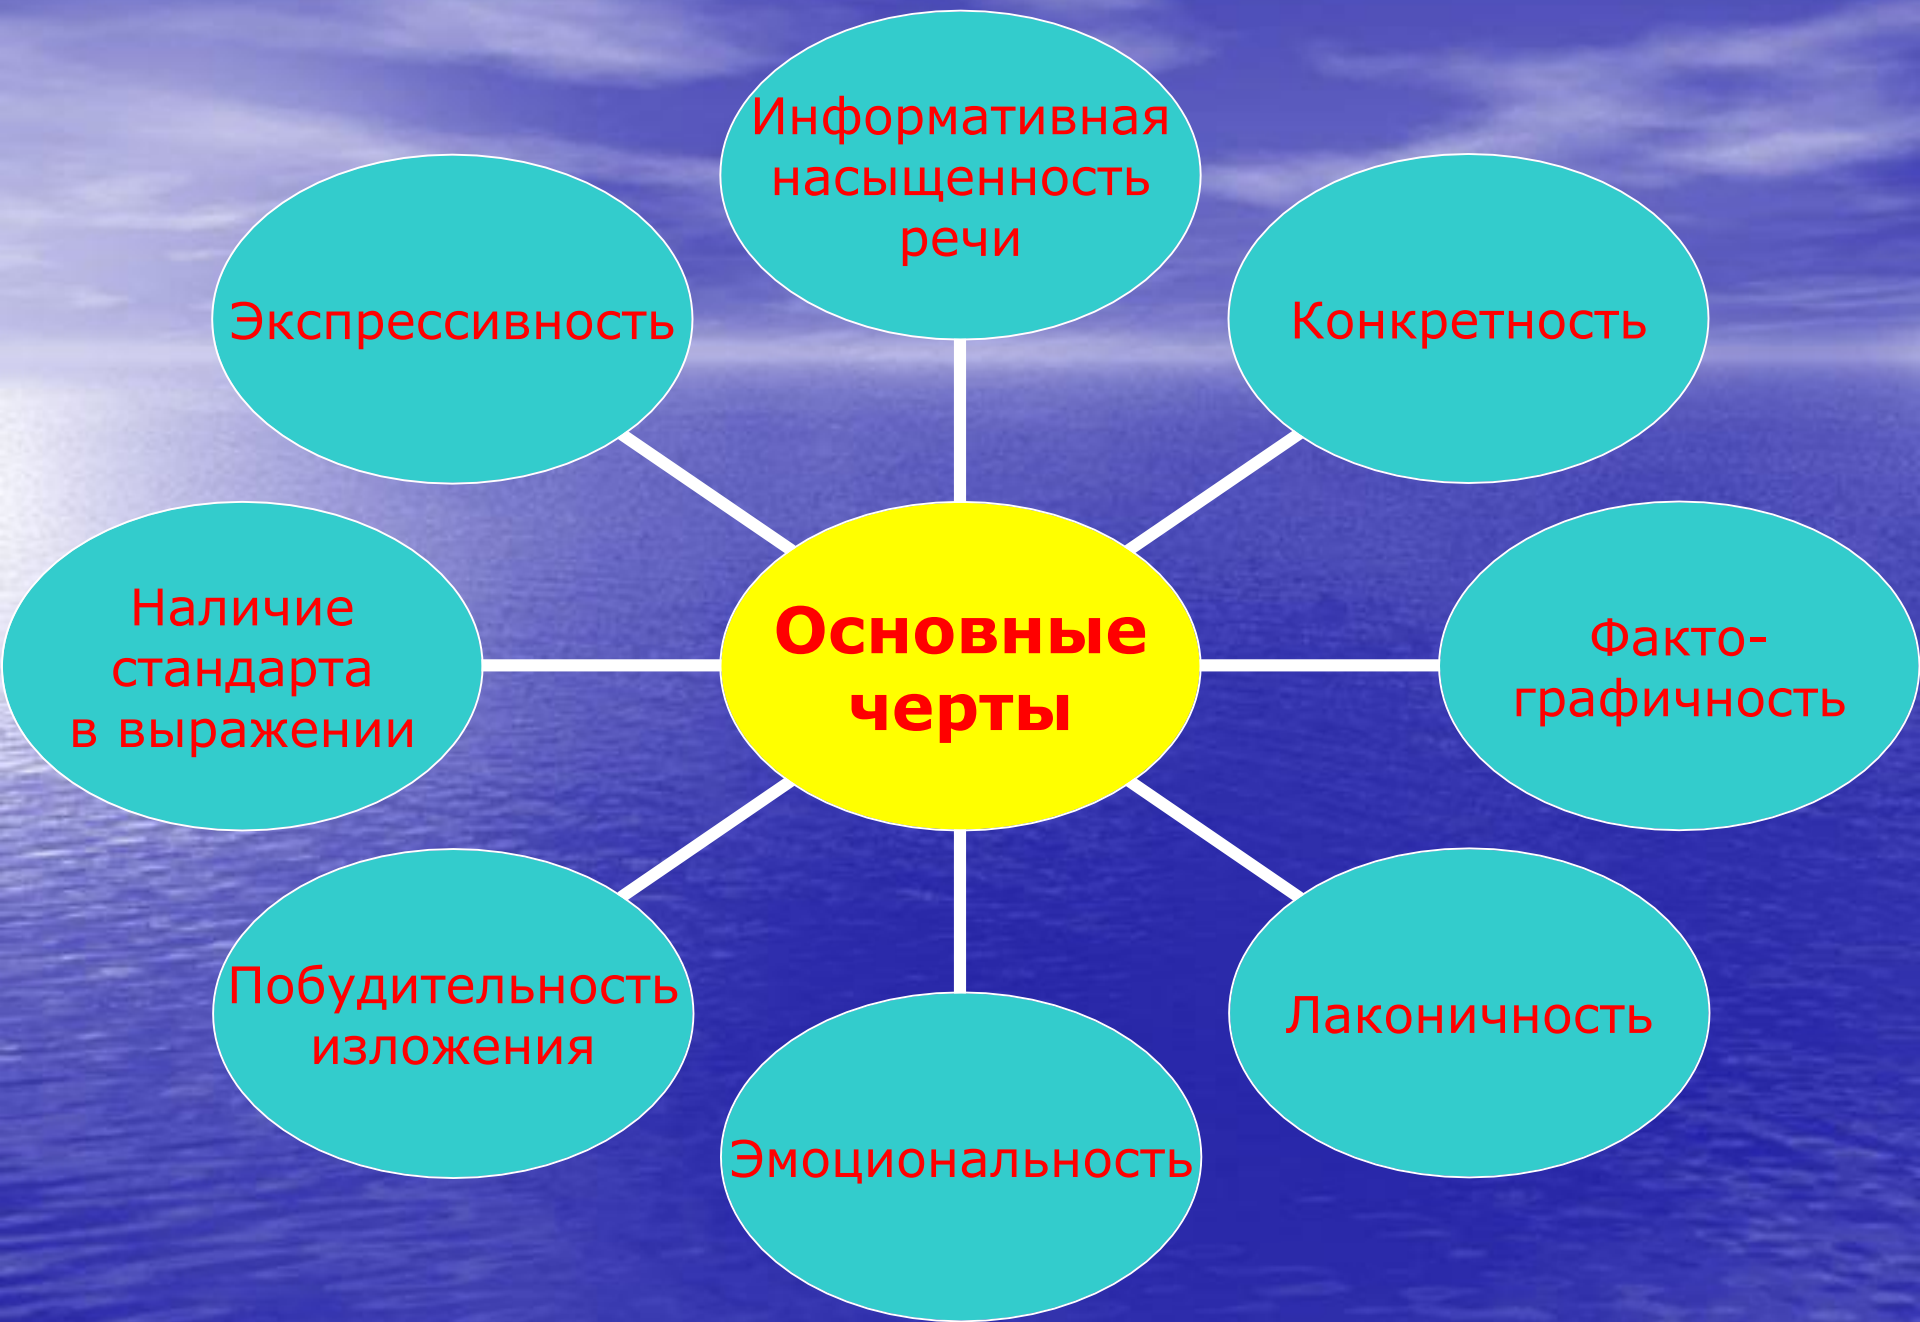 Информативная
насыщенность
речи
Экспрессивность
Конкретность
Наличие
стандарта
в выражении
Основные
черты
Факто-
графичность
Побудительность
изложения
Лаконичность
Эмоциональность